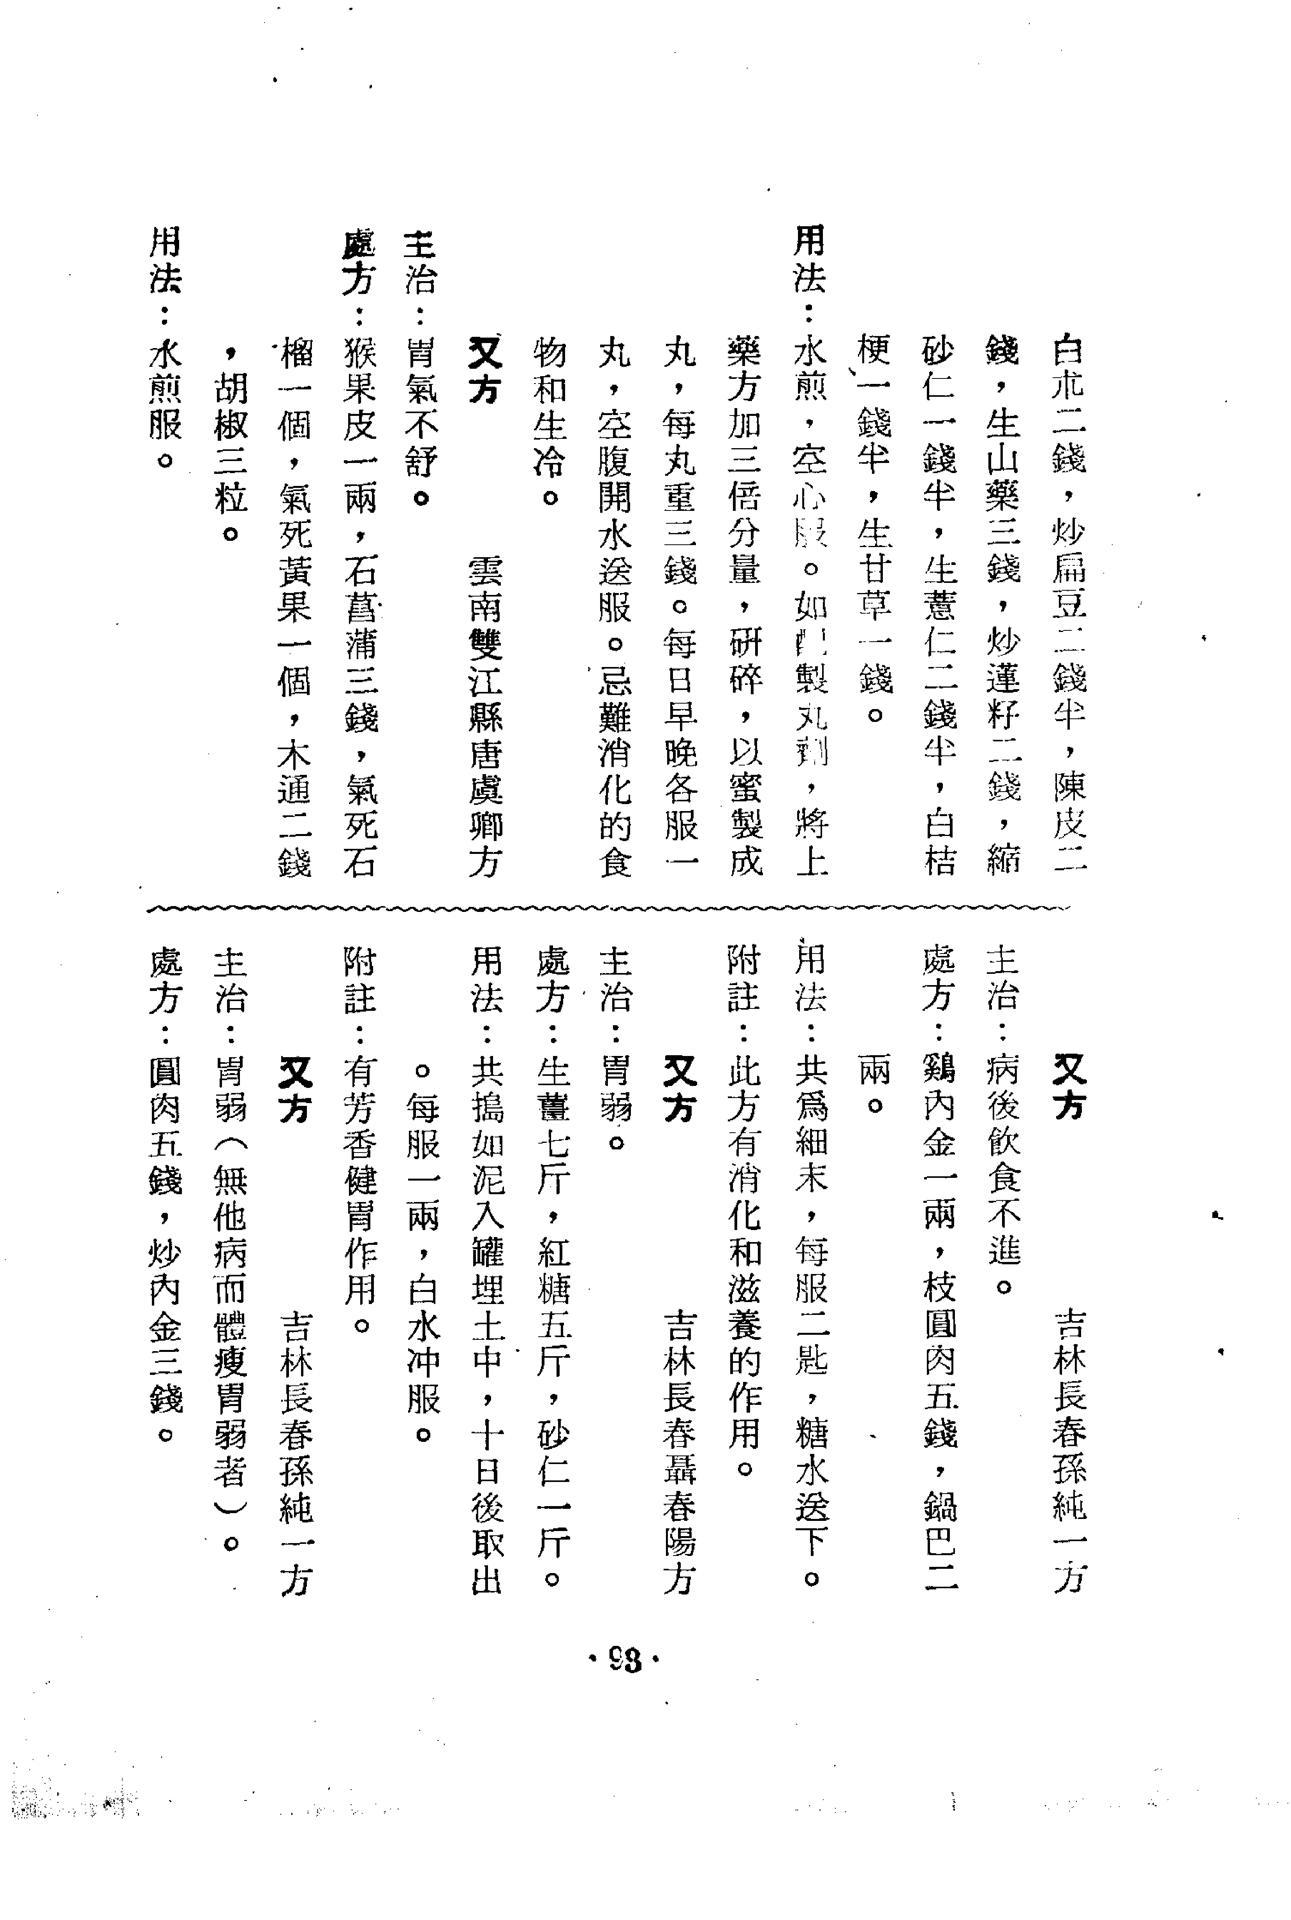 白朮二錢，炒扁豆二錢半，陳皮二
錢，生山藥三錢，炒蓮籽二錢，縮
砂仁一錢半，生薏仁二錢半，白桔
梗一錢半，生甘草一錢。
用法：水煎，空心服。如配製丸劑，將上
藥方加三倍分量，研碎，以蜜製成
丸，每丸重三錢。每日早晚各服一
丸，空腹開水送服。忌難消化的食
物和生冷。
又方　雲南雙江縣唐虞卿方
主治：胃氣不舒。
處方：猴果皮一兩，石菖蒲三錢，氣死石
榴一個，氣死黃果一個，木通二錢
，胡椒三粒。
用法：水煎服。
又方　吉林長春孫純一方
主治：病後飲食不進。
處方：鷄內金一兩，枝圓肉五錢，鍋巴二
兩。
用法：共爲細末，每服二匙，糖水送下。
附註：此方有消化和滋養的作用。
又方　吉林長春聶春陽方
主治：胃弱。
處方：生薑七斤，紅糖五斤，砂仁一斤。
用法：共搗如泥入罐埋土中，十日後取出
。每服一兩，白水冲服。
附註：有芳香健胃作用。
又方　吉林長春孫純一方
主治：胃弱（無他病而體瘦胃弱者）。
處方：圓肉五錢，炒內金三錢。
·93·